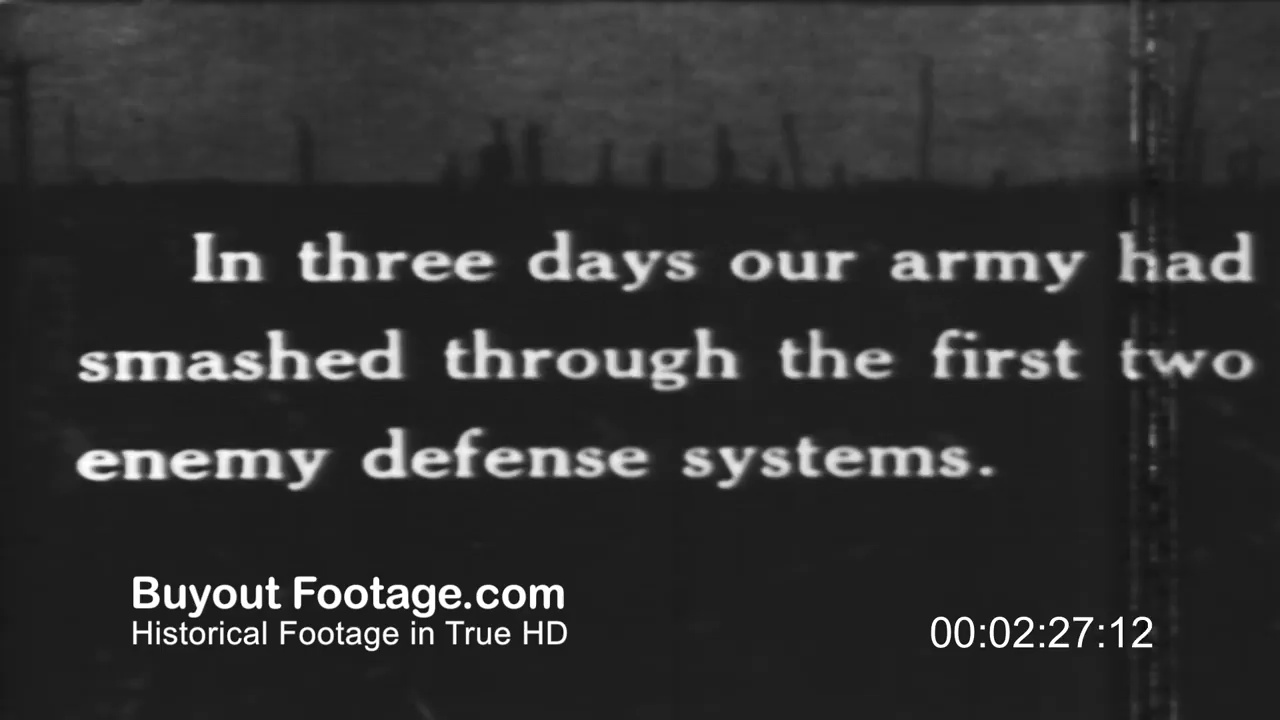 In three days our army had
smashed through the first two
enemy defense systems.
Buyout Footage.com
Historical Footage in True HD
00:02:27:12